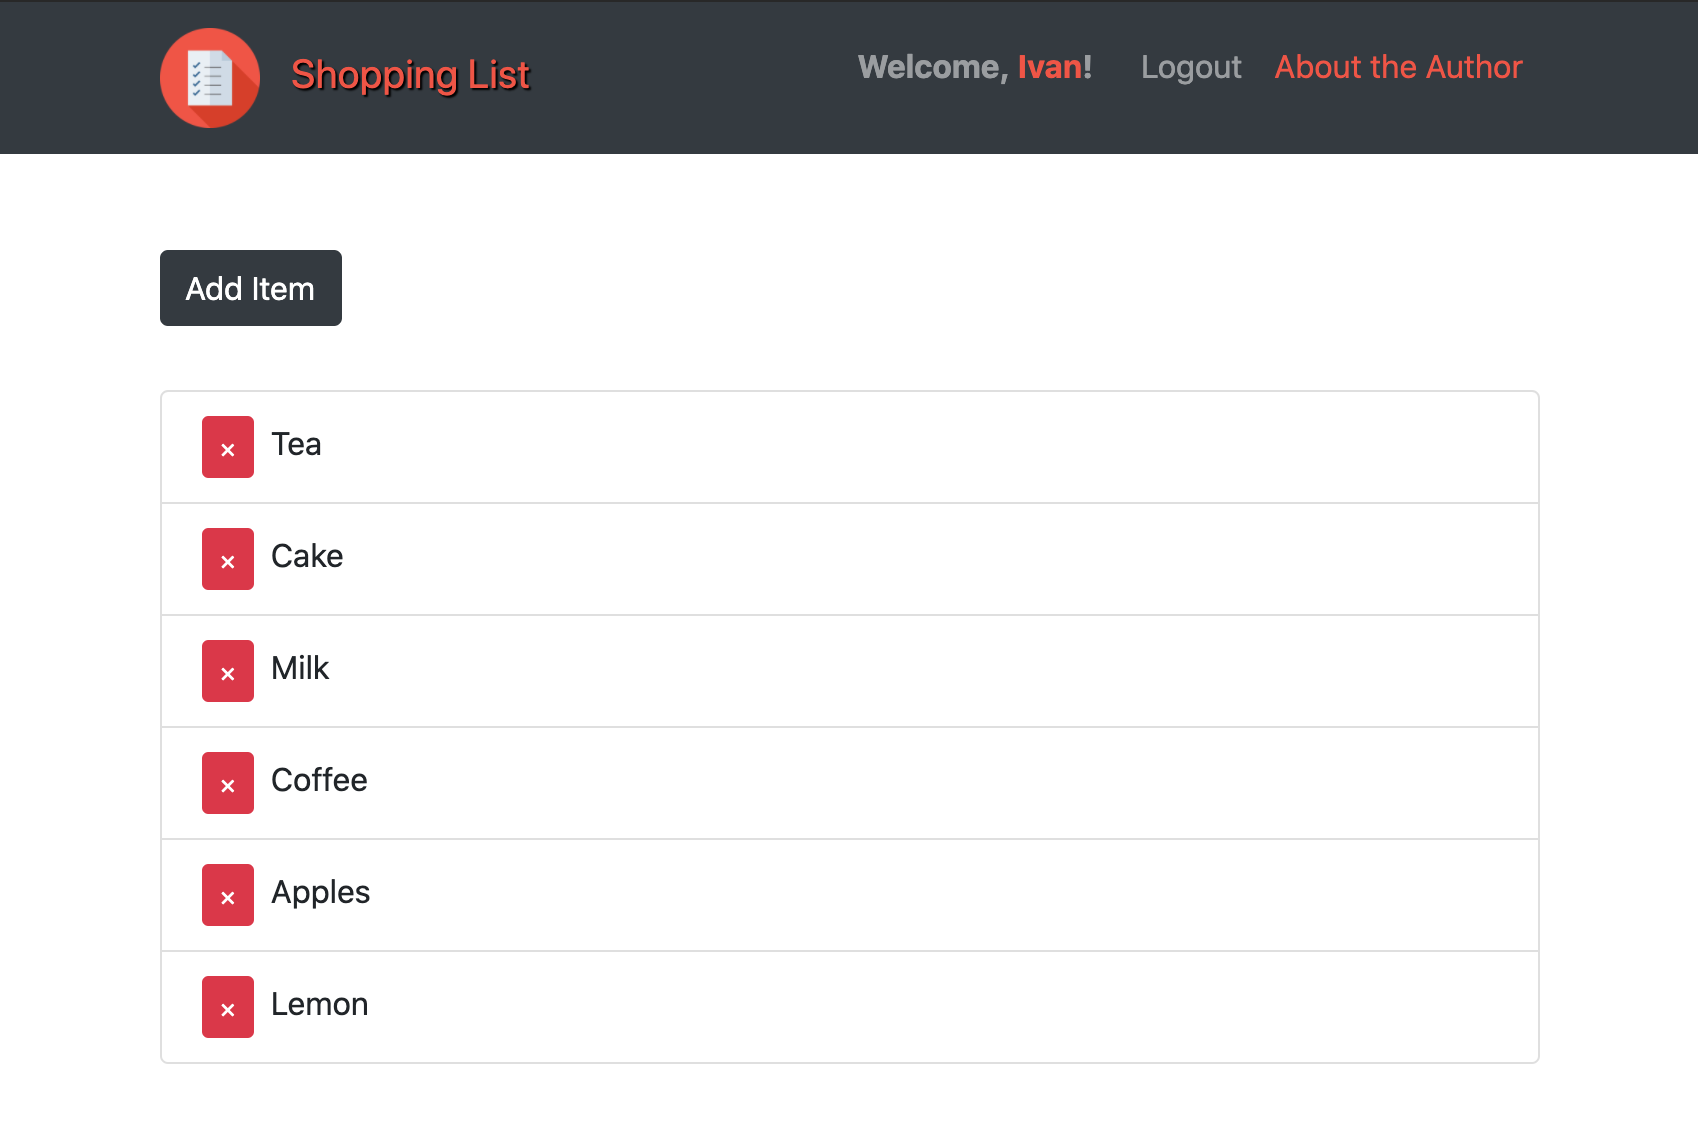 Shopping List
Welcome, Ivan! Logout About the Author
Add Item
× Tea
× Cake
× Milk
× Coffee
× Apples
× Lemon